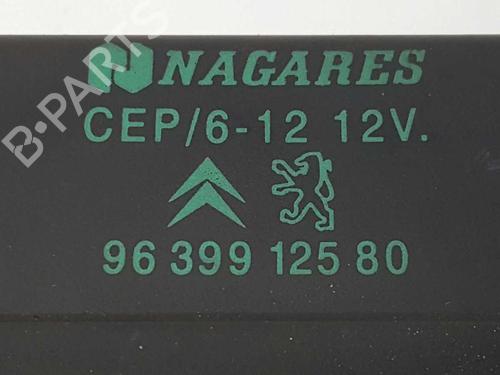 NAGARES
CEP/6-12 12V.
96 399 125 80
B-PARTS